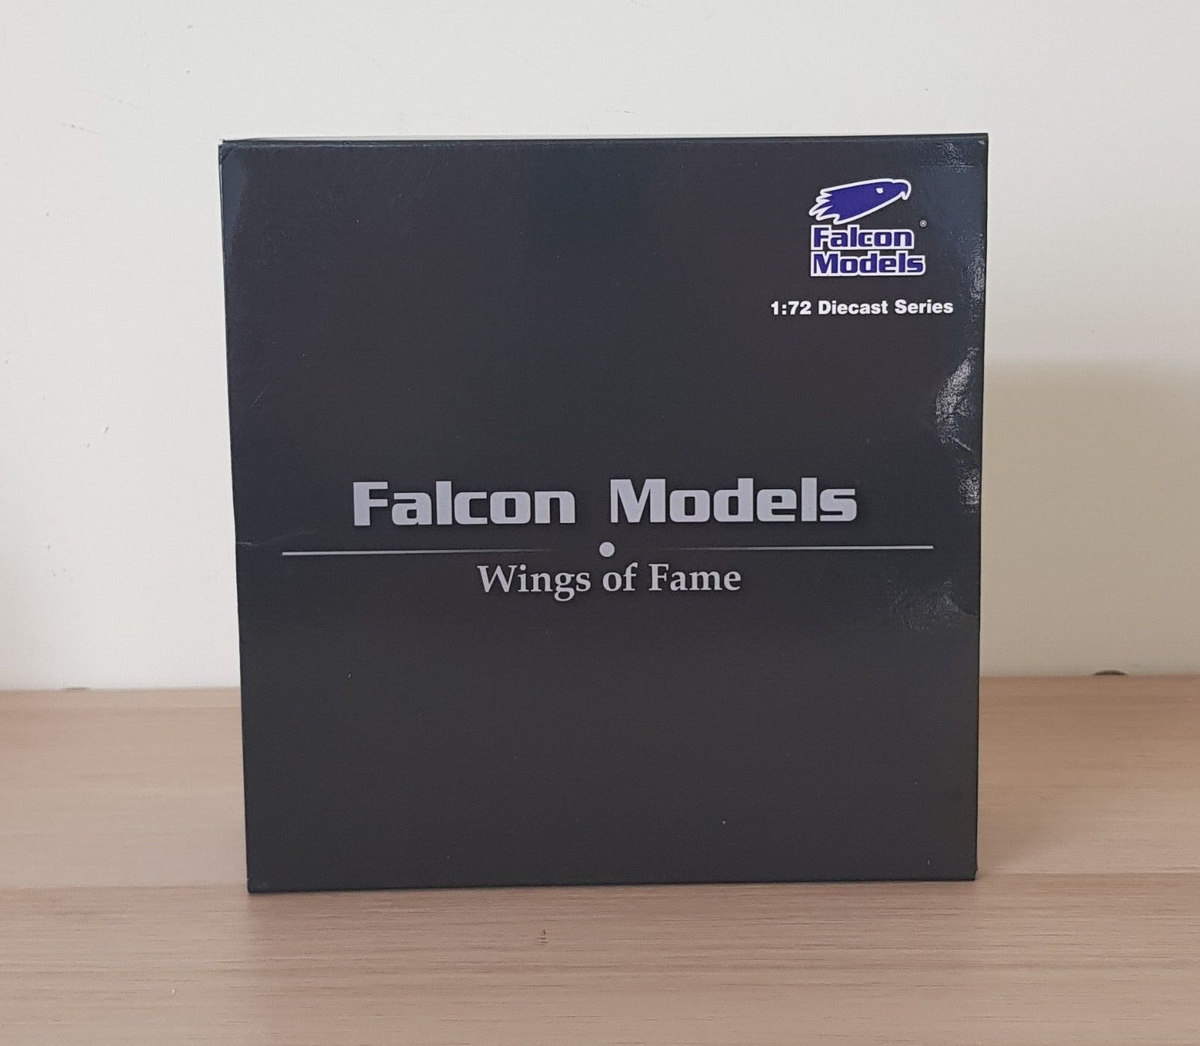 Falcon
Models
1:72 Diecast Series
Falcon Models
Wings of Fame